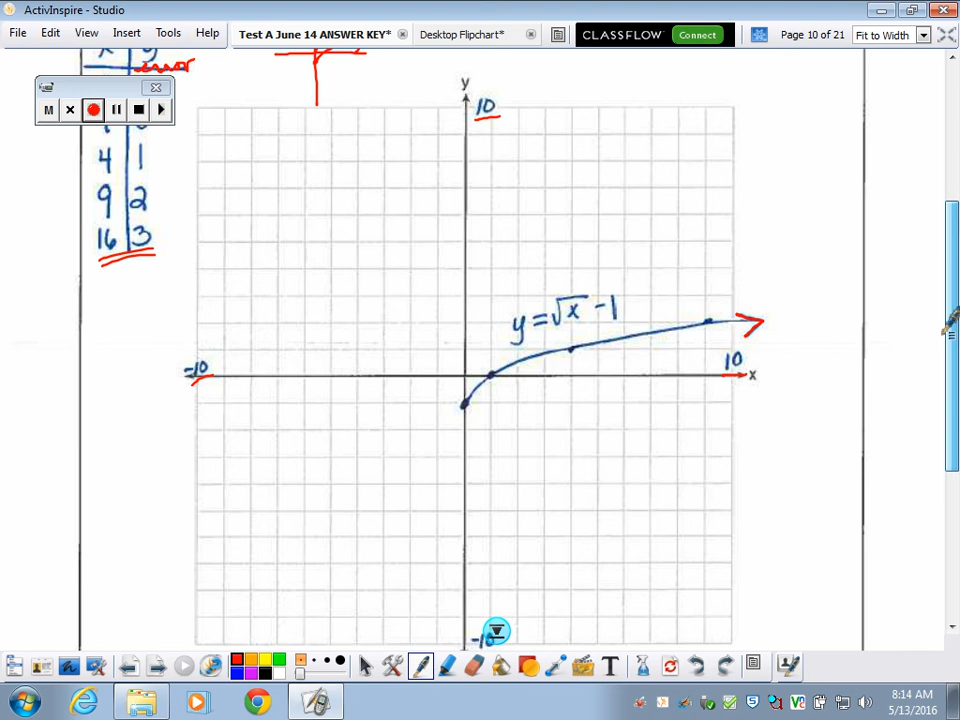 ActivInspire - Studio
File Edit View Insert Tools Help Test A June 14 ANSWER KEY* Desktop Flipchart* CLASSFLOW Connect Page 10 of 21 Fit to Width
x y
error
M
4 1
9 2
16 3
y
10
y = √x - 1
-10
10
x
-10
T
8:14 AM
5/13/2016